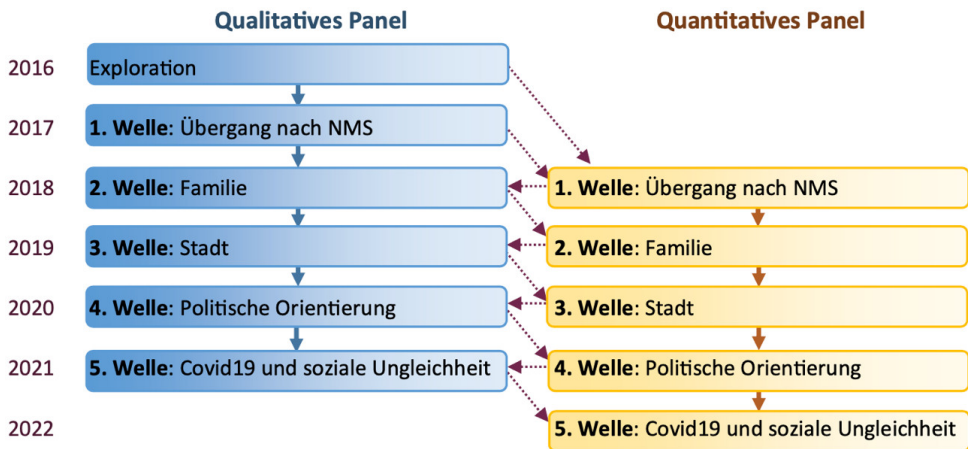 Qualitatives Panel Quantitatives Panel
2016 Exploration
2017 1. Welle: Übergang nach NMS
2018 2. Welle: Familie 1. Welle: Übergang nach NMS
2019 3. Welle: Stadt 2. Welle: Familie
2020 4. Welle: Politische Orientierung 3. Welle: Stadt
2021 5. Welle: Covid19 und soziale Ungleichheit 4. Welle: Politische Orientierung
2022 5. Welle: Covid19 und soziale Ungleichheit